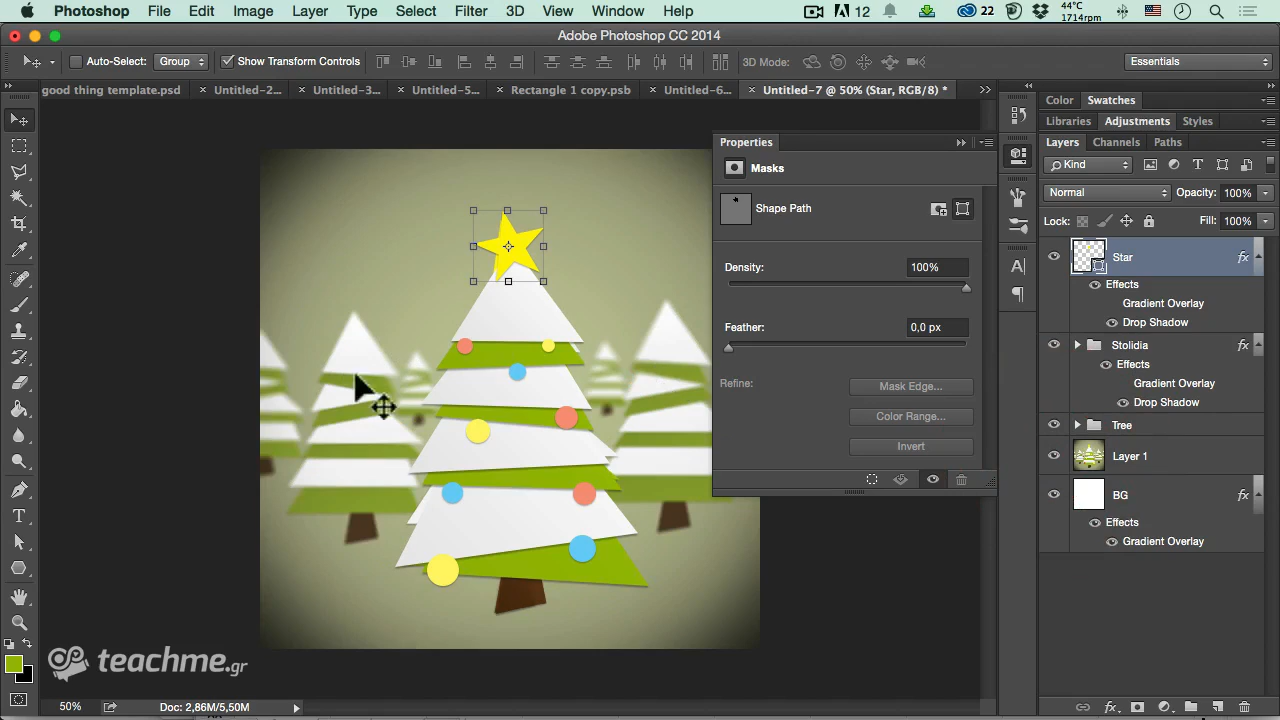 Photoshop File Edit Image Layer Type Select Filter 3D View Window Help 12 22 44°C 1714rpm
Adobe Photoshop CC 2014
Auto-Select: Group Show Transform Controls 3D Mode: Essentials
good thing template.psd × Untitled-2... × Untitled-3... × Untitled-5... × Rectangle 1 copy.psb × Untitled-6... × Untitled-7 @ 50% (Star, RGB/8) *
Color Swatches
Libraries Adjustments Styles
Layers Channels Paths
Kind
Normal Opacity: 100%
Lock: Fill: 100%
Star fx
Effects
Gradient Overlay
Drop Shadow
Stolidia fx
Effects
Gradient Overlay
Drop Shadow
Tree
Layer 1
BG fx
Effects
Gradient Overlay
Properties
Masks
Shape Path
Density: 100%
Feather: 0,0 px
Refine: Mask Edge...
Color Range...
Invert
teachme.gr
50% Doc: 2,86M/5,50M